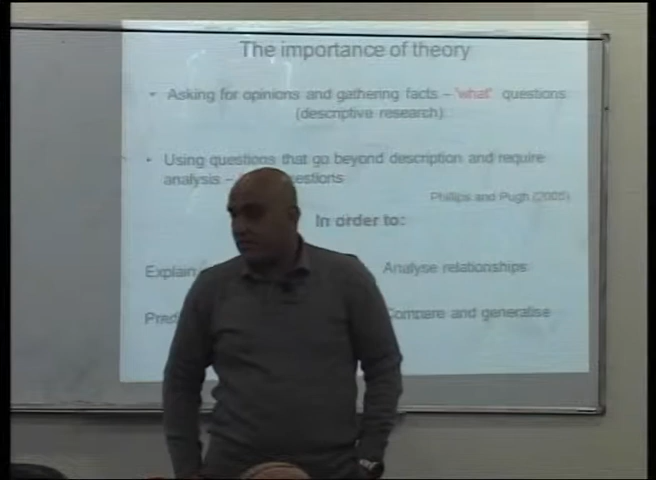 The importance of theory
• Asking for opinions and gathering facts – 'what' questions
(descriptive research)
• Using questions that go beyond description and require
analysis –
Phillips and Pugh (2005)
In order to:
Explain Analyse relationships
Compare and generalise